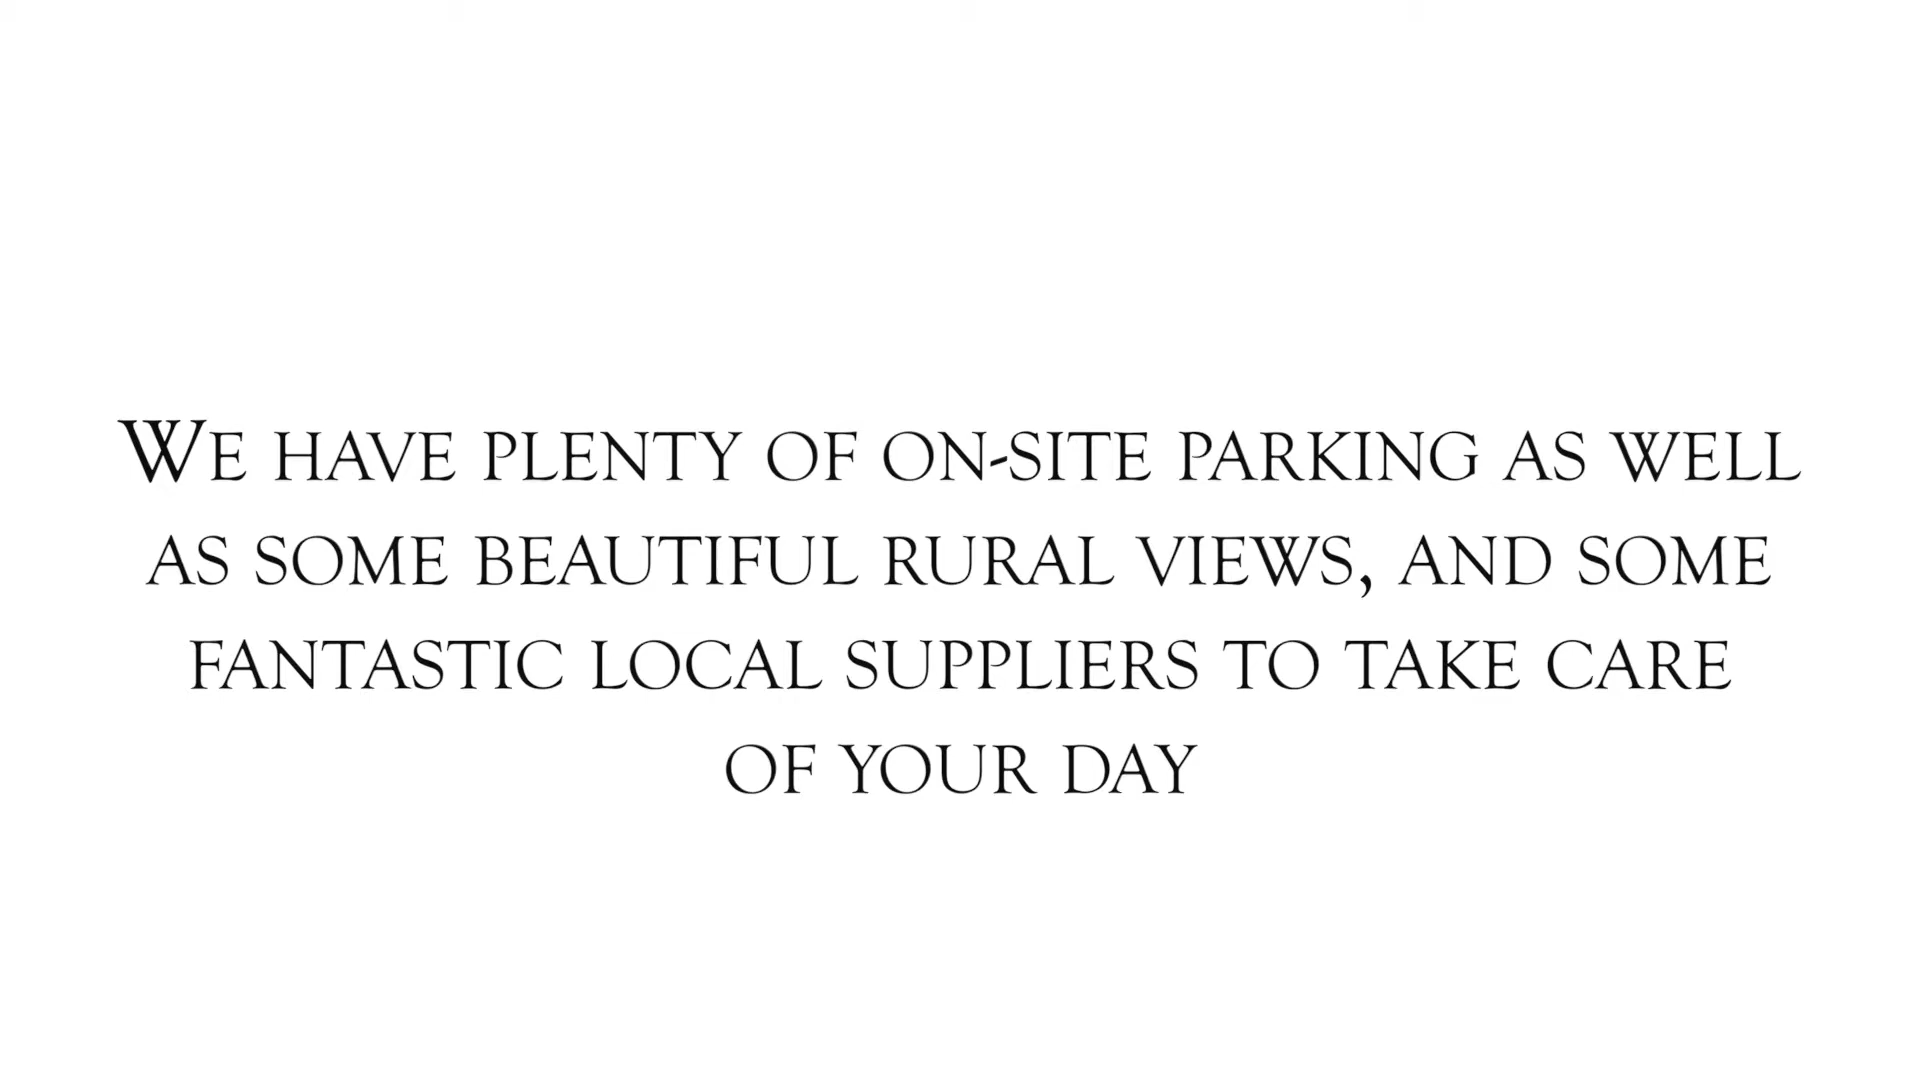 We have plenty of on-site parking as well
as some beautiful rural views, and some
fantastic local suppliers to take care
of your day